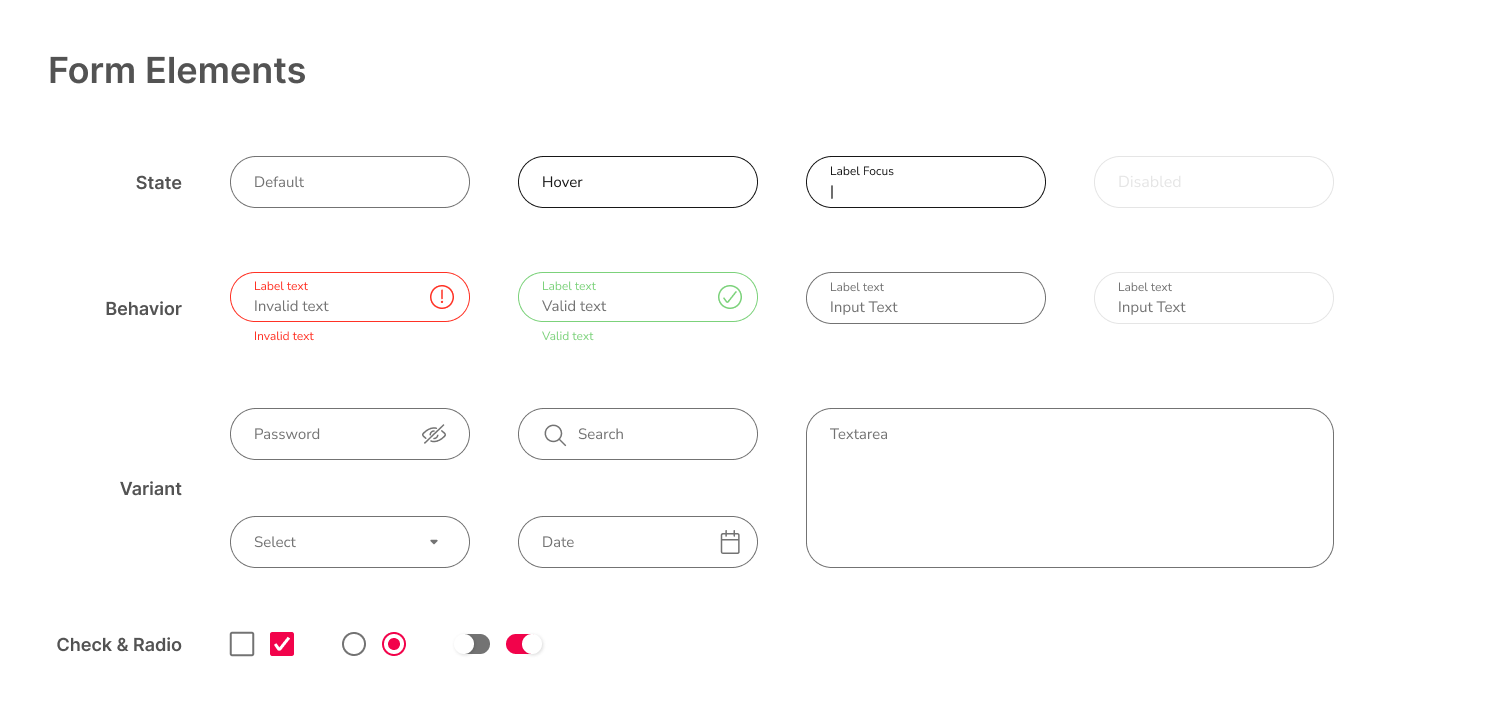 Form Elements
State
Default
Hover
Label Focus
Disabled
Behavior
Label text
Invalid text
Invalid text
Label text
Valid text
Valid text
Label text
Input Text
Label text
Input Text
Variant
Password
Search
Textarea
Select
Date
Check & Radio